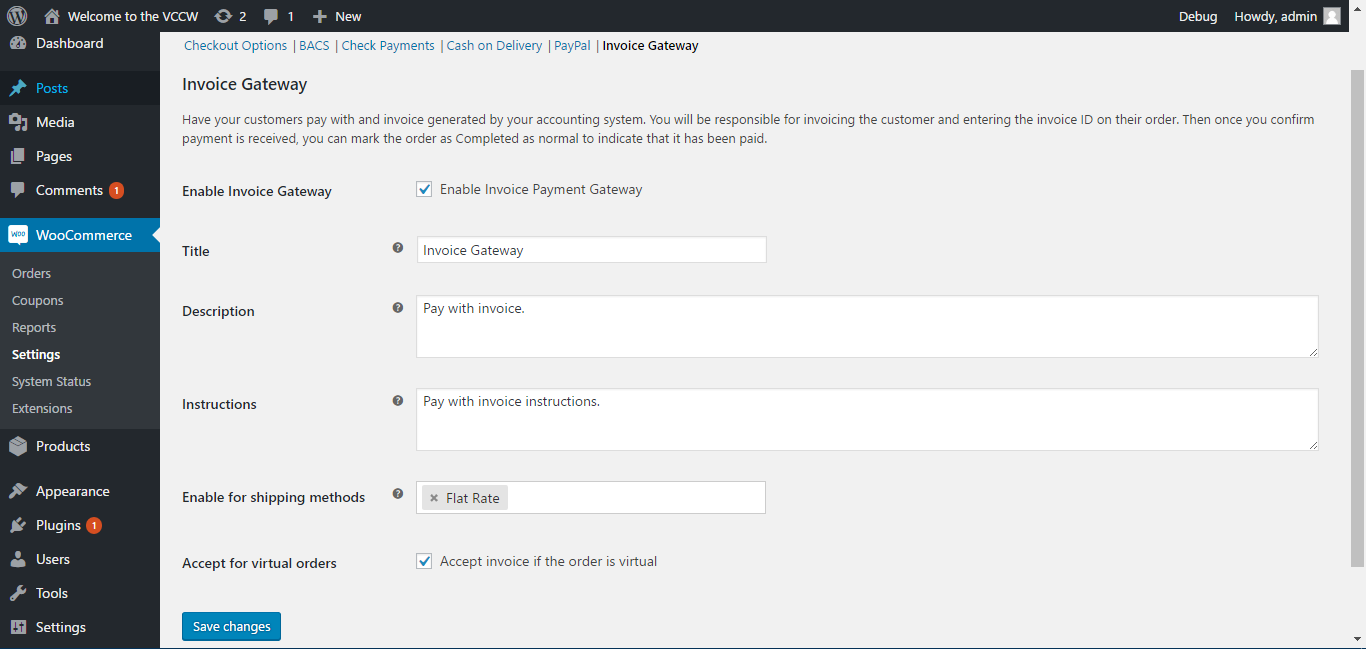 Welcome to the VCCW 2 1 New Debug Howdy, admin
Dashboard
Posts
Media
Pages
Comments 1
WOO WooCommerce
Orders
Coupons
Reports
Settings
System Status
Extensions
Products
Appearance
Plugins 1
Users
Tools
Settings
Checkout Options | BACS | Check Payments | Cash on Delivery | PayPal | Invoice Gateway
Invoice Gateway
Have your customers pay with and invoice generated by your accounting system. You will be responsible for invoicing the customer and entering the invoice ID on their order. Then once you confirm
payment is received, you can mark the order as Completed as normal to indicate that it has been paid.
Enable Invoice Gateway Enable Invoice Payment Gateway
Title ? Invoice Gateway
Description ? Pay with invoice.
Instructions ? Pay with invoice instructions.
Enable for shipping methods ? × Flat Rate
Accept for virtual orders Accept invoice if the order is virtual
Save changes